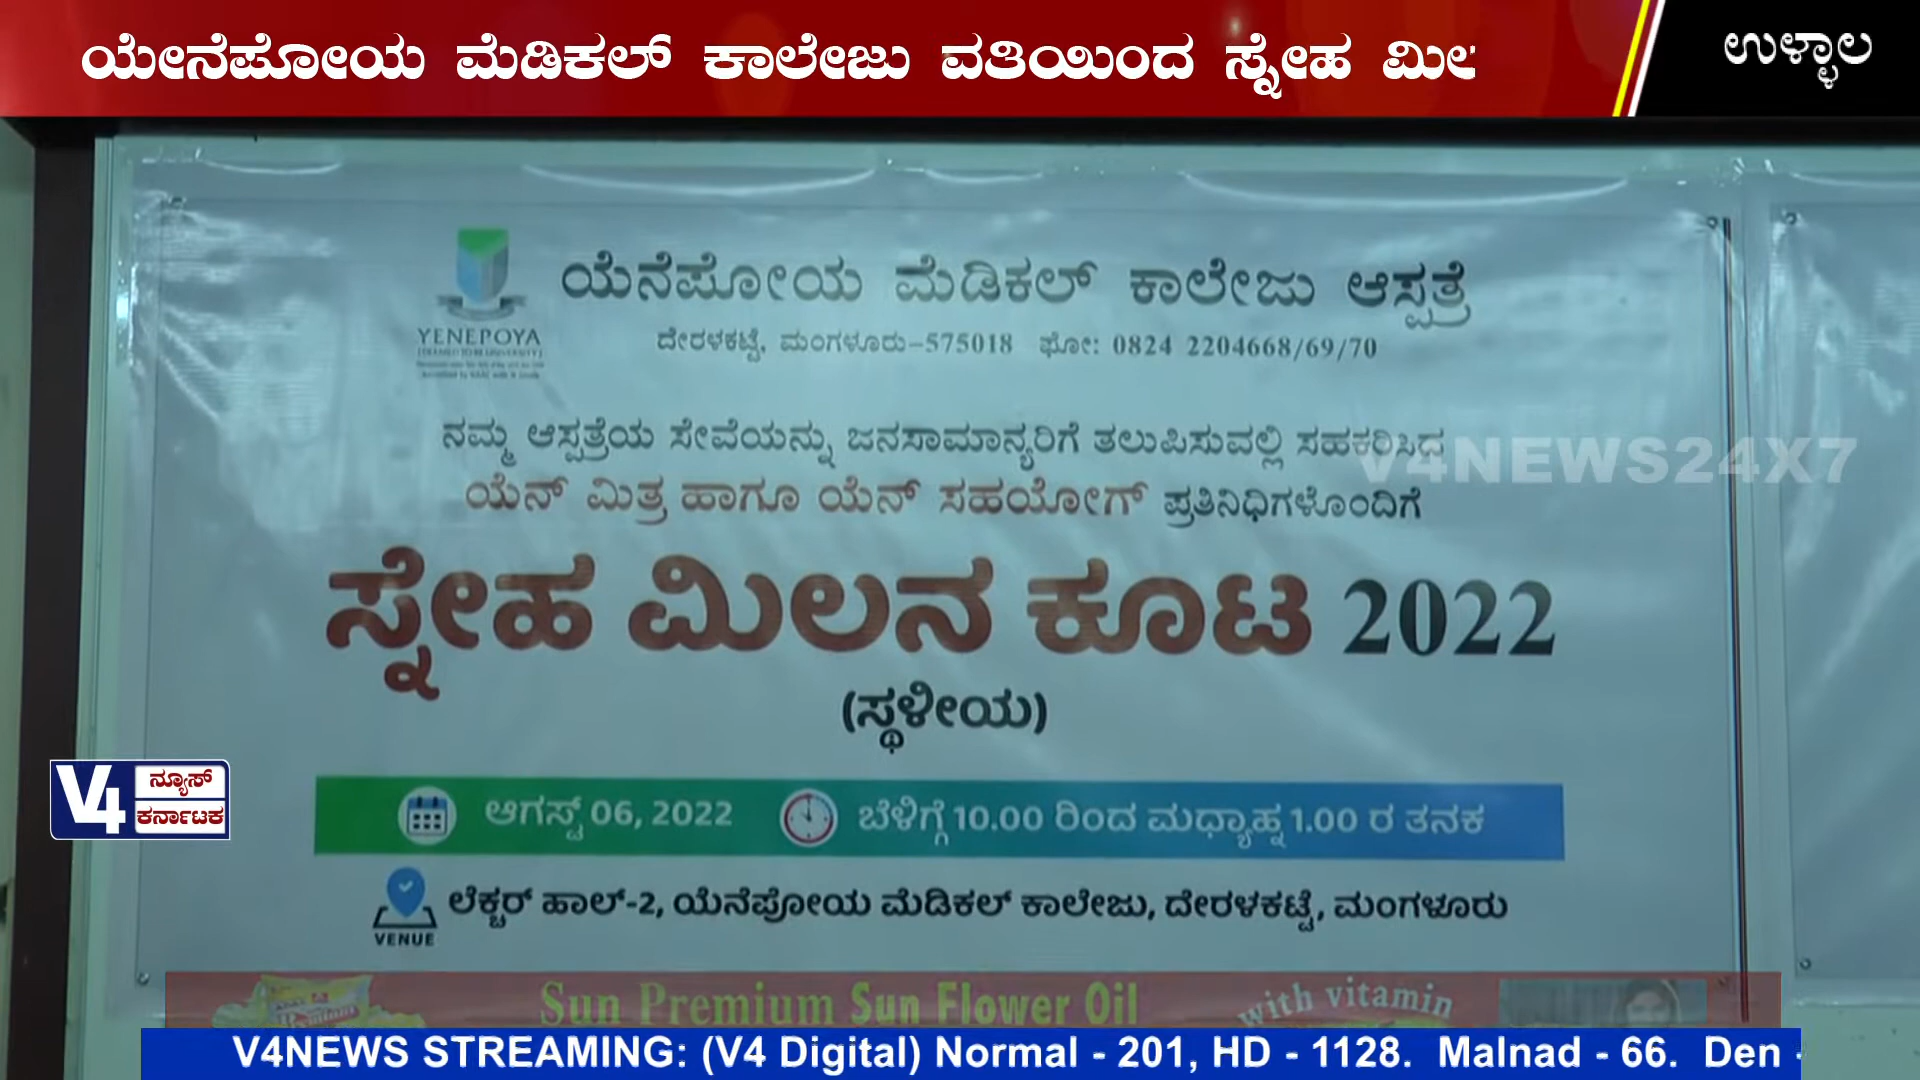 ಯೇನೆಪೋಯ ಮೆಡಿಕಲ್ ಕಾಲೇಜು ವತಿಯಿಂದ ಸ್ನೇಹ
ಉಳ್ಳಾಲ
ಯೆನೆಪೋಯ ಮೆಡಿಕಲ್ ಕಾಲೇಜು ಆಸ್ಪತ್ರೆ
YENEPOYA
ದೇರಳಕಟ್ಟೆ, ಮಂಗಳೂರು-575018 ಫೋ: 0824 2204668/69/70
ನಮ್ಮ ಆಸ್ಪತ್ರೆಯ ಸೇವೆಯನ್ನು ಜನಸಾಮಾನ್ಯರಿಗೆ ತಲುಪಿಸುವಲ್ಲಿ ಸಹಕರಿಸಿದ
V4NEWS24X7
ಯೆನ್ ಮಿತ್ರ ಹಾಗೂ ಯೆನ್ ಸಹಯೋಗ್ ಪ್ರತಿನಿಧಿಗಳೊಂದಿಗೆ
ಸ್ನೇಹ ಮಿಲನ ಕೂಟ 2022
(ಸ್ಥಳೀಯ)
V4 ನ್ಯೂಸ್
ಕರ್ನಾಟಕ
ಆಗಸ್ಟ್ 06, 2022 ಬೆಳಿಗ್ಗೆ 10.00 ರಿಂದ ಮಧ್ಯಾಹ್ನ 1.00 ರ ತನಕ
ಲೆಕ್ಚರ್ ಹಾಲ್-2, ಯೆನೆಪೋಯ ಮೆಡಿಕಲ್ ಕಾಲೇಜು, ದೇರಳಕಟ್ಟೆ, ಮಂಗಳೂರು
VENUE
Sun Premium Sun Flower Oil
with vitamin
V4NEWS STREAMING: (V4 Digital) Normal - 201, HD - 1128. Malnad - 66. Den -